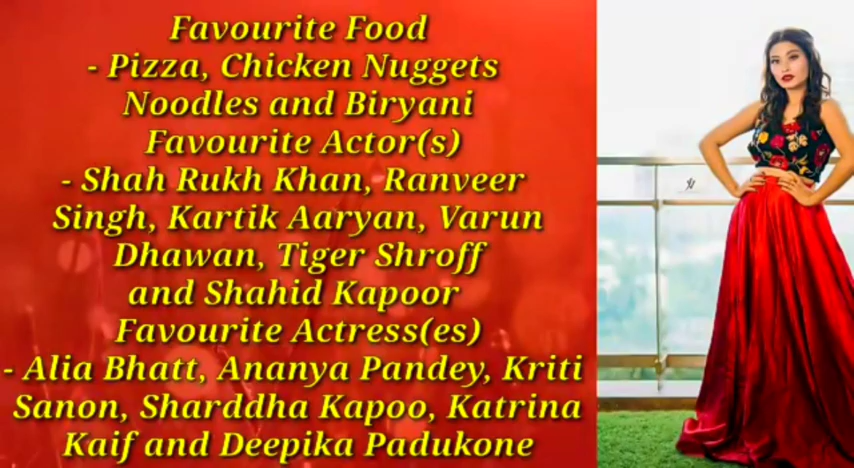 Favourite Food
- Pizza, Chicken Nuggets
Noodles and Biryani
Favourite Actor(s)
- Shah Rukh Khan, Ranveer
Singh, Kartik Aaryan, Varun
Dhawan, Tiger Shroff
and Shahid Kapoor
Favourite Actress(es)
- Alia Bhatt, Ananya Pandey, Kriti
Sanon, Sharddha Kapoo, Katrina
Kaif and Deepika Padukone